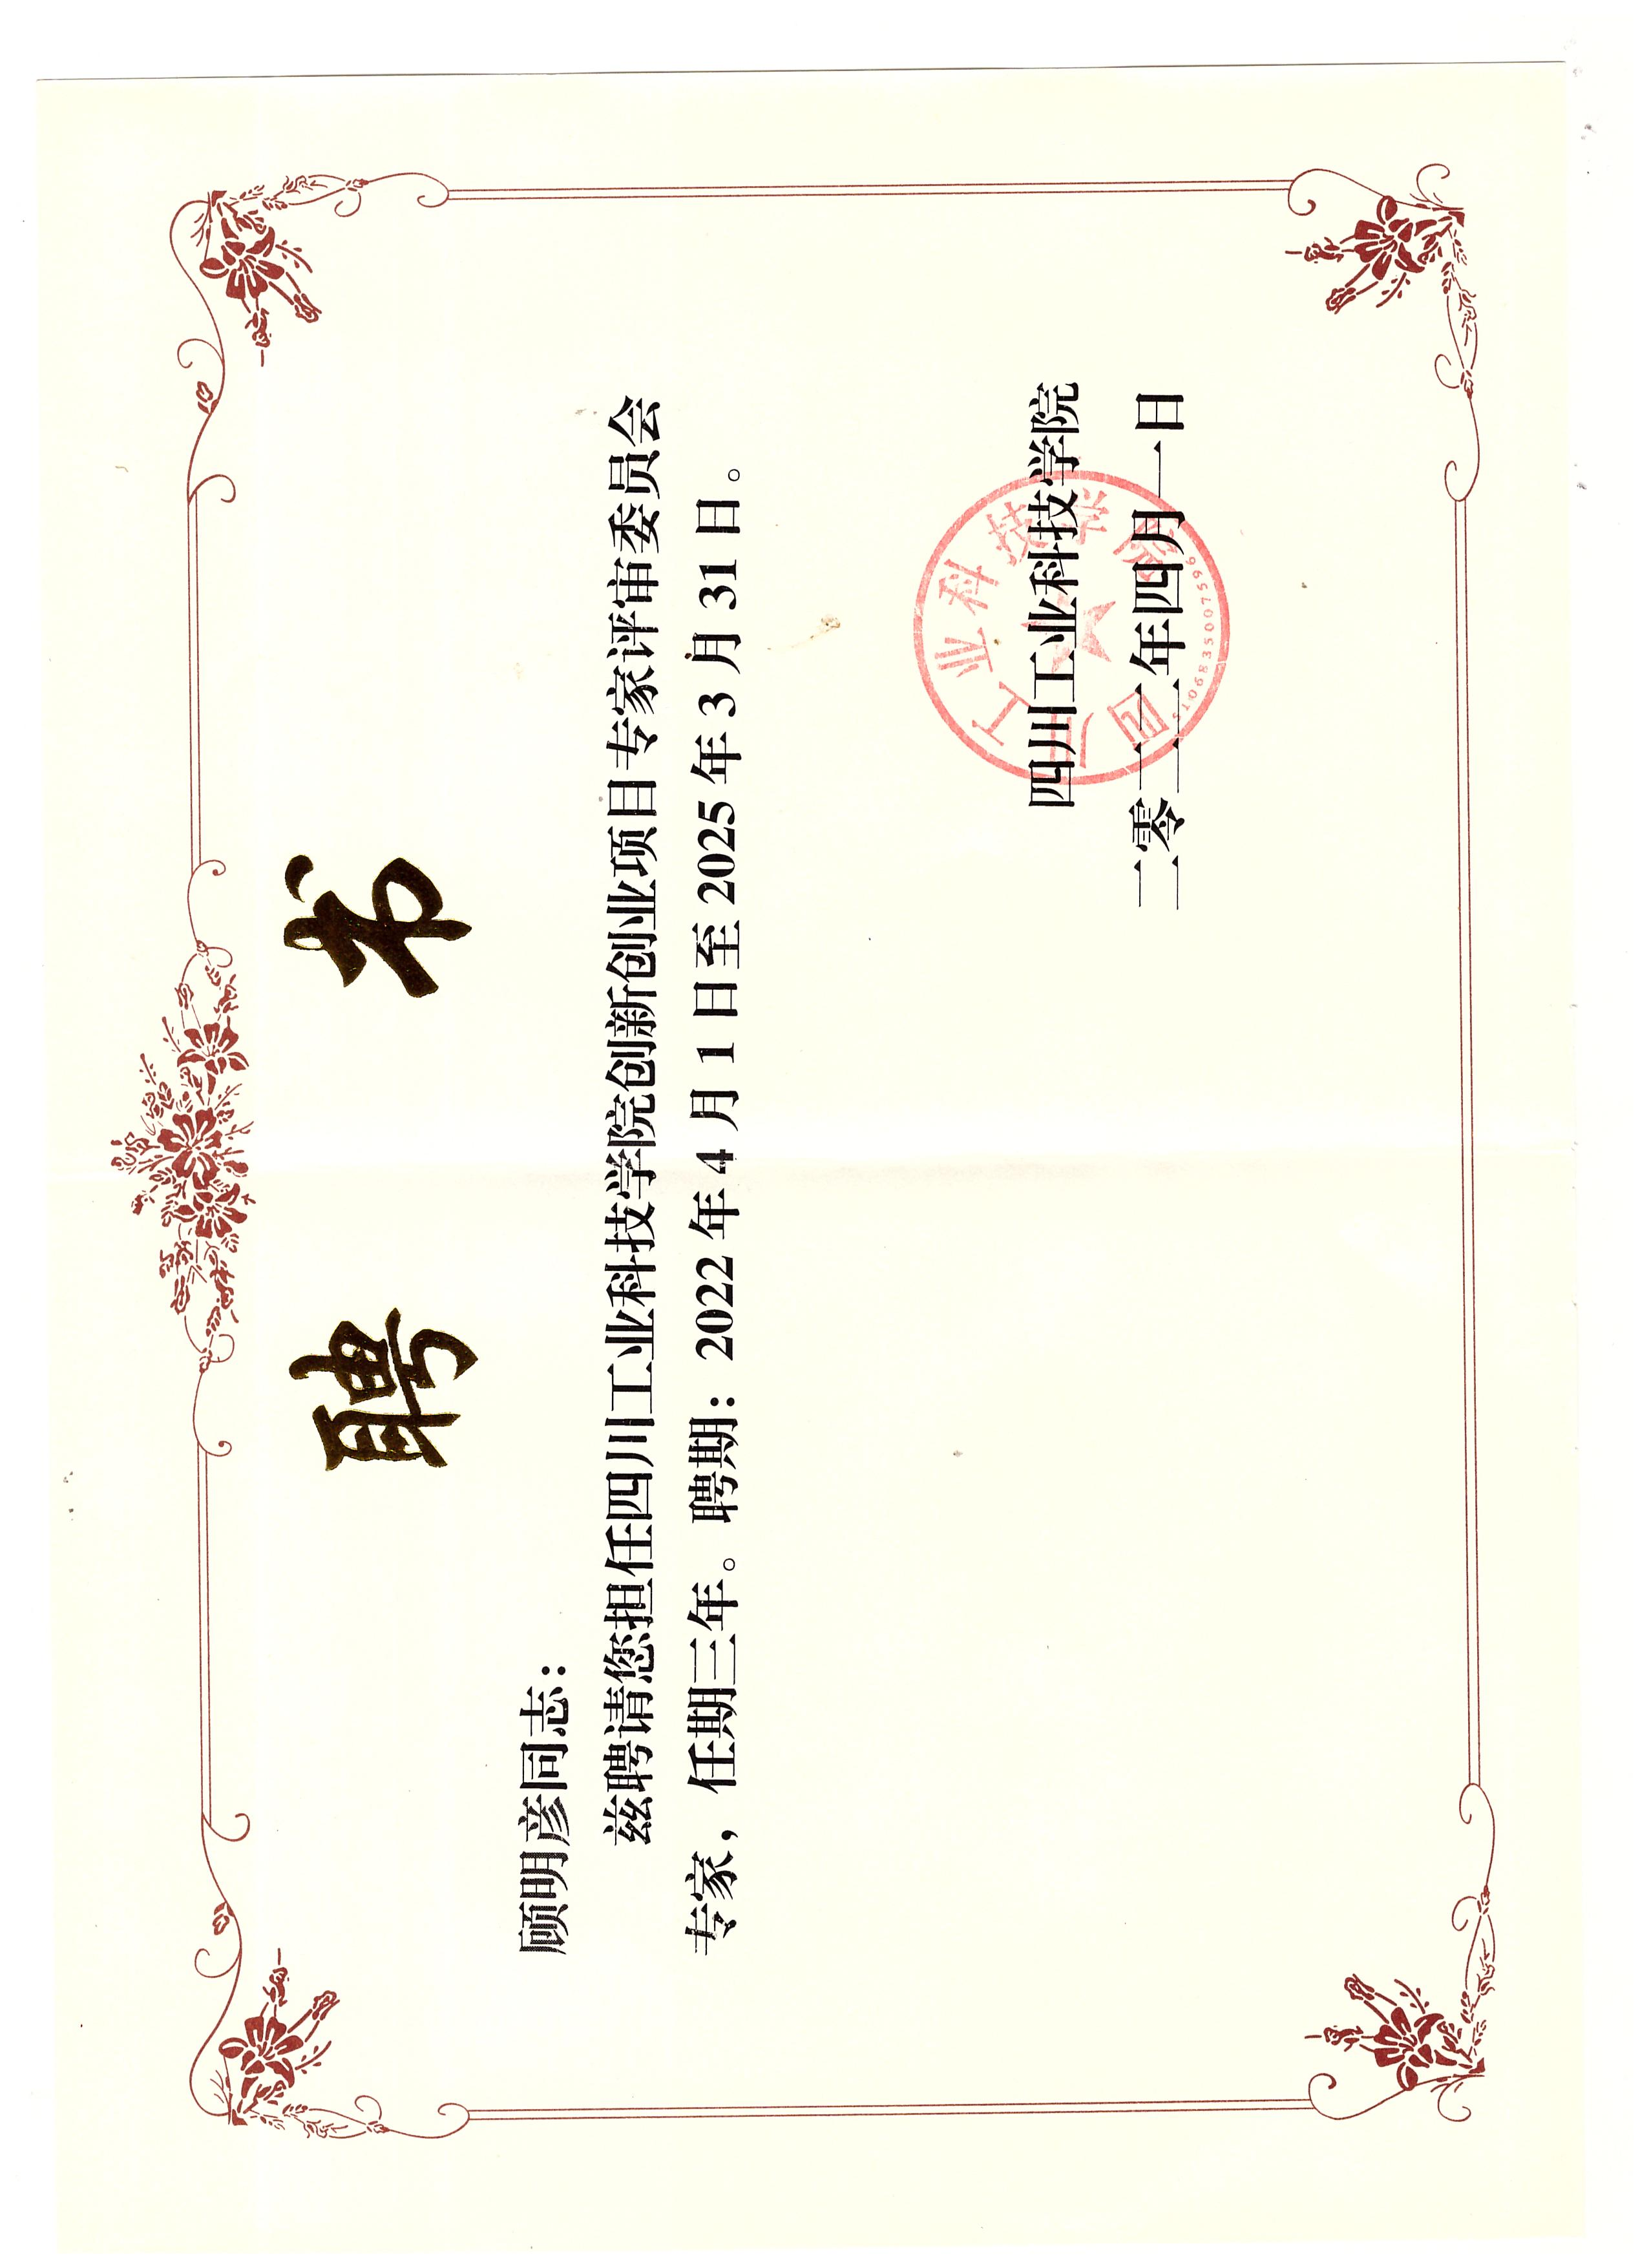 聘书
顾明彦同志：
兹聘请您担任四川工业科技学院创新创业项目专家评审委员会
专家，任期三年。聘期：2022年4月1日至2025年3月31日。
四川工业科技学院
二零二二年四月一日
四川工业科技学院
5106835007596